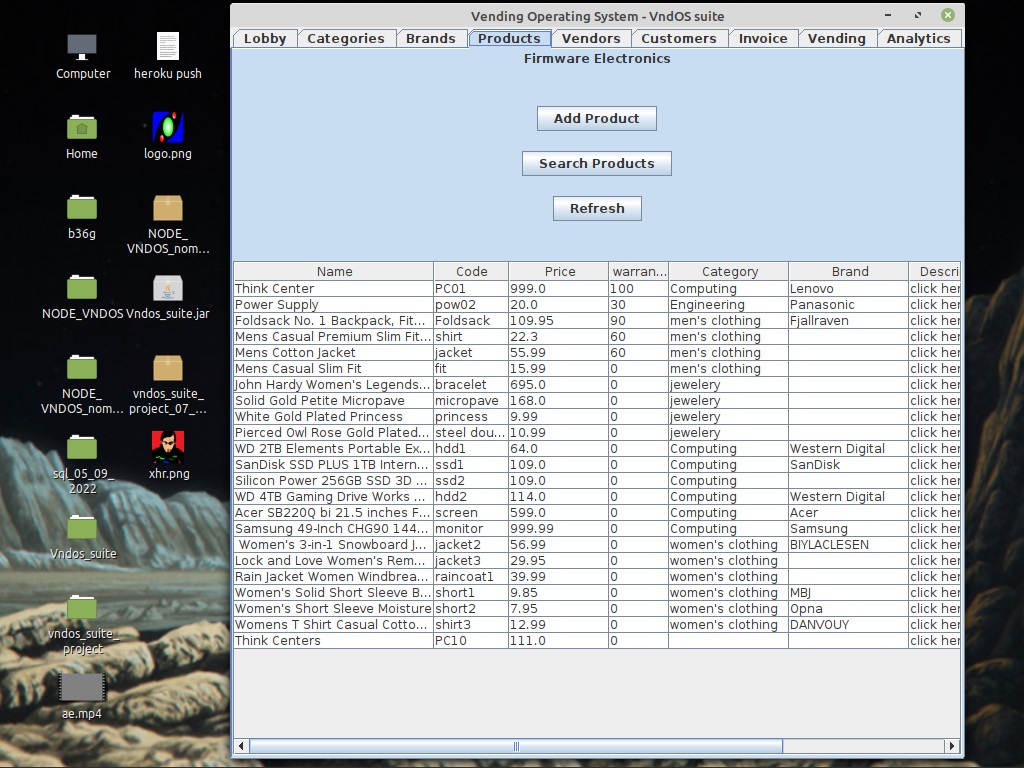 Computer
heroku push
Home
logo.png
b36g
NODE_
VNDOS_nom...
NODE_VNDOS
Vndos_suite.jar
NODE_
VNDOS_nom...
vndos_suite_
project_07_...
sql_05_09_
2022
xhr.png
Vndos_suite
vndos_suite_
project
ae.mp4
Vending Operating System - VndOS suite
Lobby Categories Brands Products Vendors Customers Invoice Vending Analytics
Firmware Electronics
Add Product
Search Products
Refresh
Name Code Price warran... Category Brand Descri
Think Center PC01 999.0 100 Computing Lenovo click her
Power Supply pow02 20.0 30 Engineering Panasonic click her
Foldsack No. 1 Backpack, Fit... Foldsack 109.95 90 men's clothing Fjallraven click her
Mens Casual Premium Slim Fit... shirt 22.3 60 men's clothing click her
Mens Cotton Jacket jacket 55.99 60 men's clothing click her
Mens Casual Slim Fit fit 15.99 0 men's clothing click her
John Hardy Women's Legends... bracelet 695.0 0 jewelery click her
Solid Gold Petite Micropave micropave 168.0 0 jewelery click her
White Gold Plated Princess princess 9.99 0 jewelery click her
Pierced Owl Rose Gold Plated... steel dou... 10.99 0 jewelery click her
WD 2TB Elements Portable Ex... hdd1 64.0 0 Computing Western Digital click her
SanDisk SSD PLUS 1TB Intern... ssd1 109.0 0 Computing SanDisk click her
Silicon Power 256GB SSD 3D ... ssd2 109.0 0 Computing click her
WD 4TB Gaming Drive Works ... hdd2 114.0 0 Computing Western Digital click her
Acer SB220Q bi 21.5 inches F... screen 599.0 0 Computing Acer click her
Samsung 49-Inch CHG90 144... monitor 999.99 0 Computing Samsung click her
Women's 3-in-1 Snowboard J... jacket2 56.99 0 women's clothing BIYLACLESEN click her
Lock and Love Women's Rem... jacket3 29.95 0 women's clothing click her
Rain Jacket Women Windbrea... raincoat1 39.99 0 women's clothing click her
Women's Solid Short Sleeve B... short1 9.85 0 women's clothing MBJ click her
Women's Short Sleeve Moisture short2 7.95 0 women's clothing Opna click her
Womens T Shirt Casual Cotto... shirt3 12.99 0 women's clothing DANVOUY click her
Think Centers PC10 111.0 0 click her